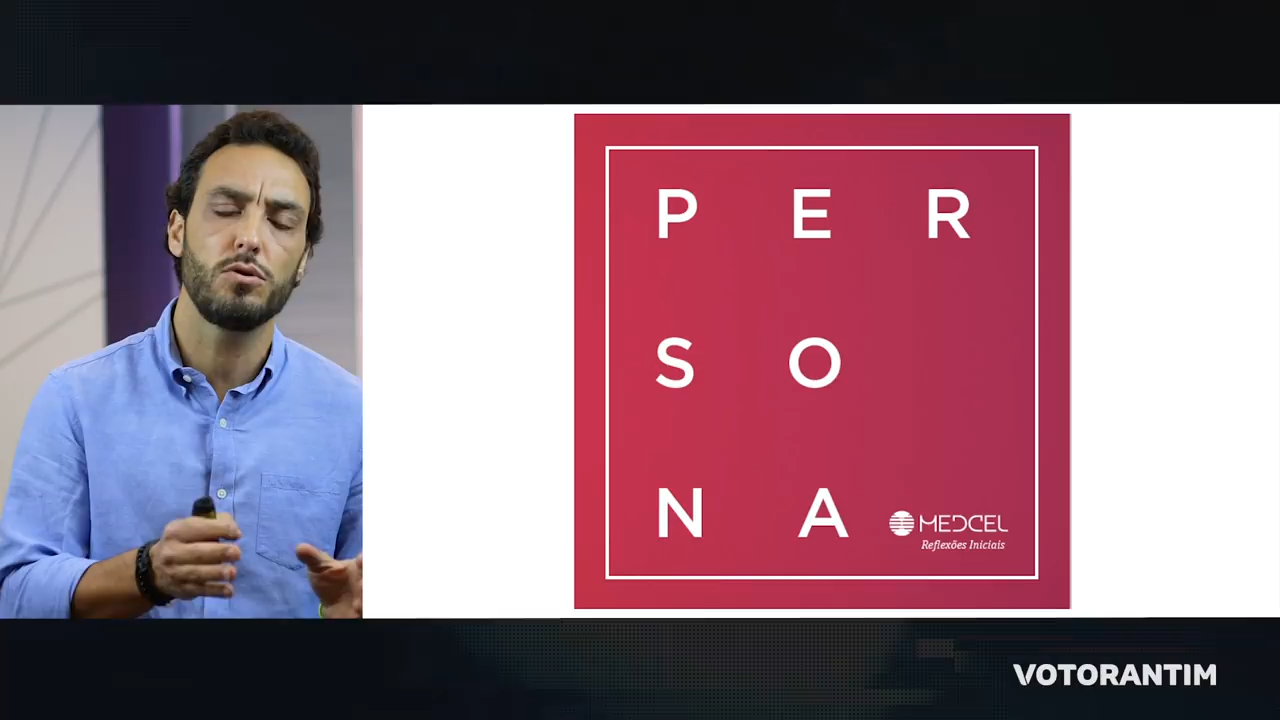 P E R
S O
N A
MEDCEL
Reflexões Iniciais
VOTORANTIM